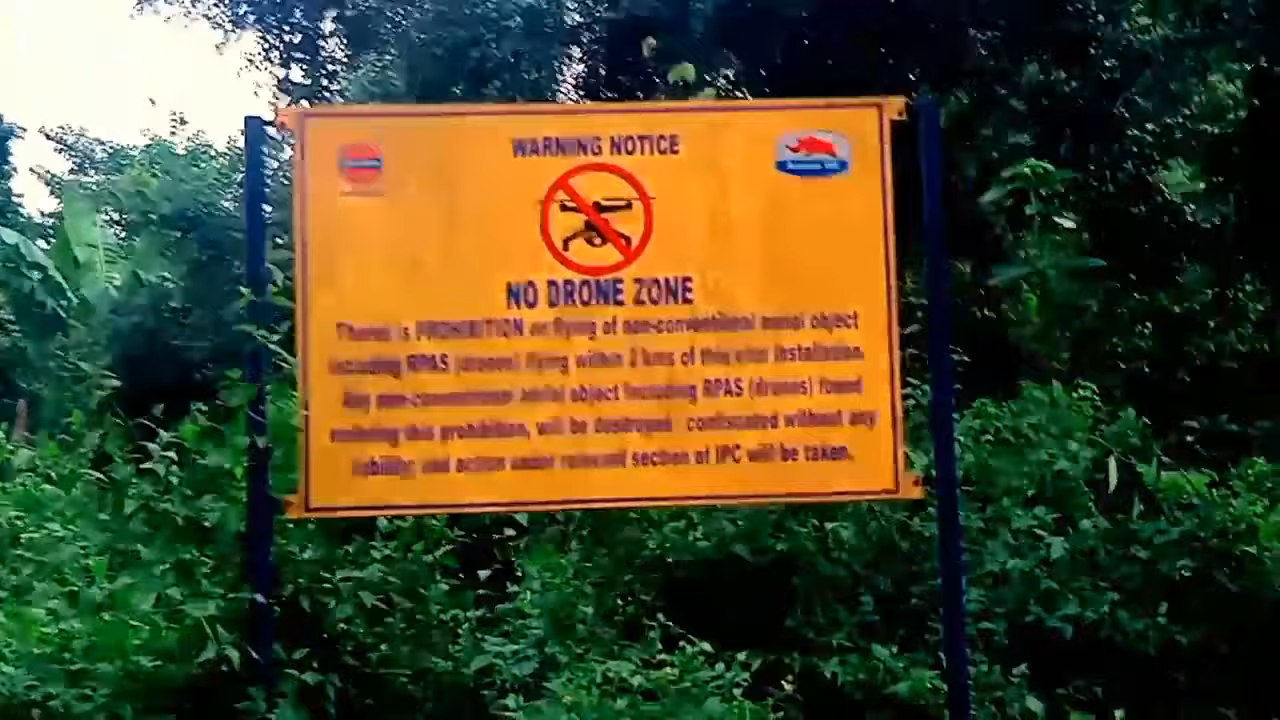 WARNING NOTICE
NO DRONE ZONE
There is PROHIBITION on flying of non-conventional aerial object
including RPAS (drones) flying within 2 kms of this vital installation.
Any non-conventional aerial object including RPAS (drones) found
violating this prohibition, will be destroyed confiscated without any
liability and action under relevant section of IPC will be taken.